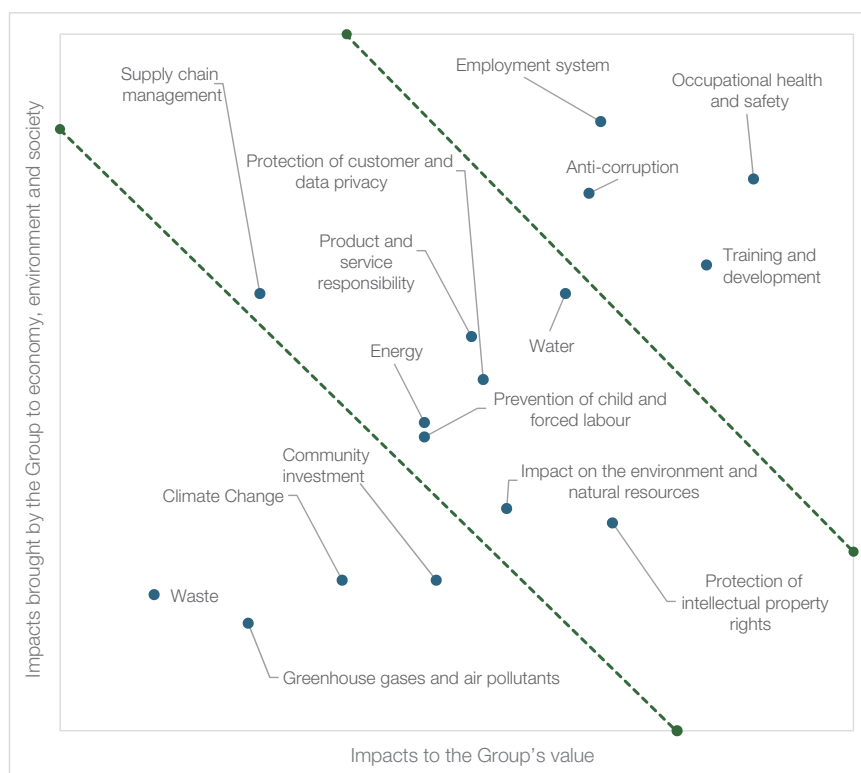 Employment system
Supply chain
management
Occupational health
and safety
Protection of customer and
data privacy
Anti-corruption
Product and
service
responsibility
Training and
development
Energy
Water
Prevention of child and
forced labour
Community
investment
Impact on the environment and
natural resources
Climate Change
Waste
Protection of
intellectual property
rights
Greenhouse gases and air pollutants
Impacts brought by the Group to economy, environment and society
Impacts to the Group's value